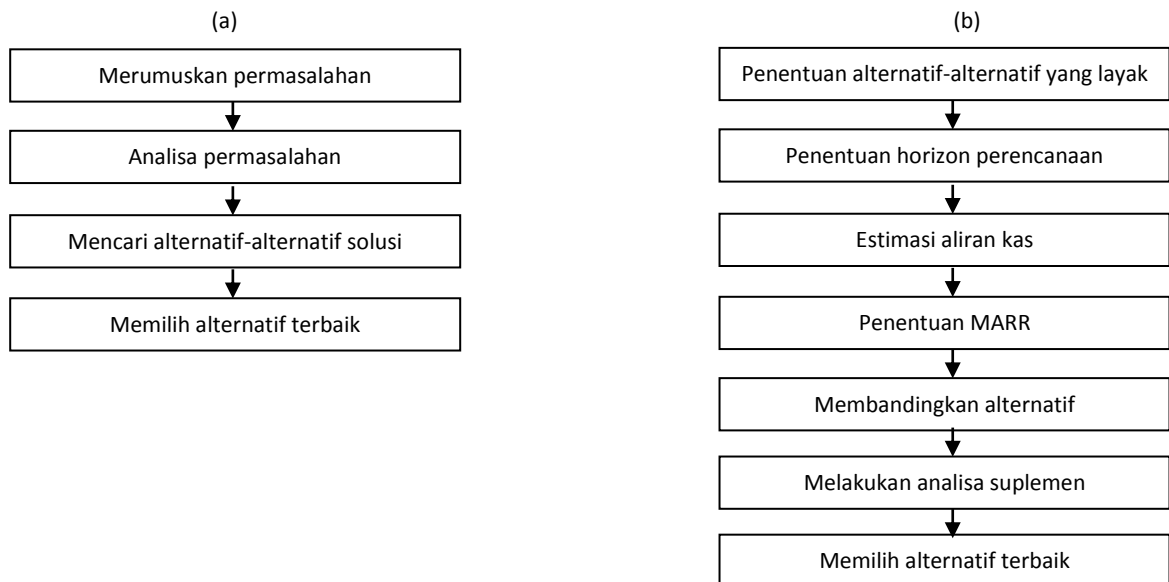 (a)
Merumuskan permasalahan
Analisa permasalahan
Mencari alternatif-alternatif solusi
Memilih alternatif terbaik
(b)
Penentuan alternatif-alternatif yang layak
Penentuan horizon perencanaan
Estimasi aliran kas
Penentuan MARR
Membandingkan alternatif
Melakukan analisa suplemen
Memilih alternatif terbaik